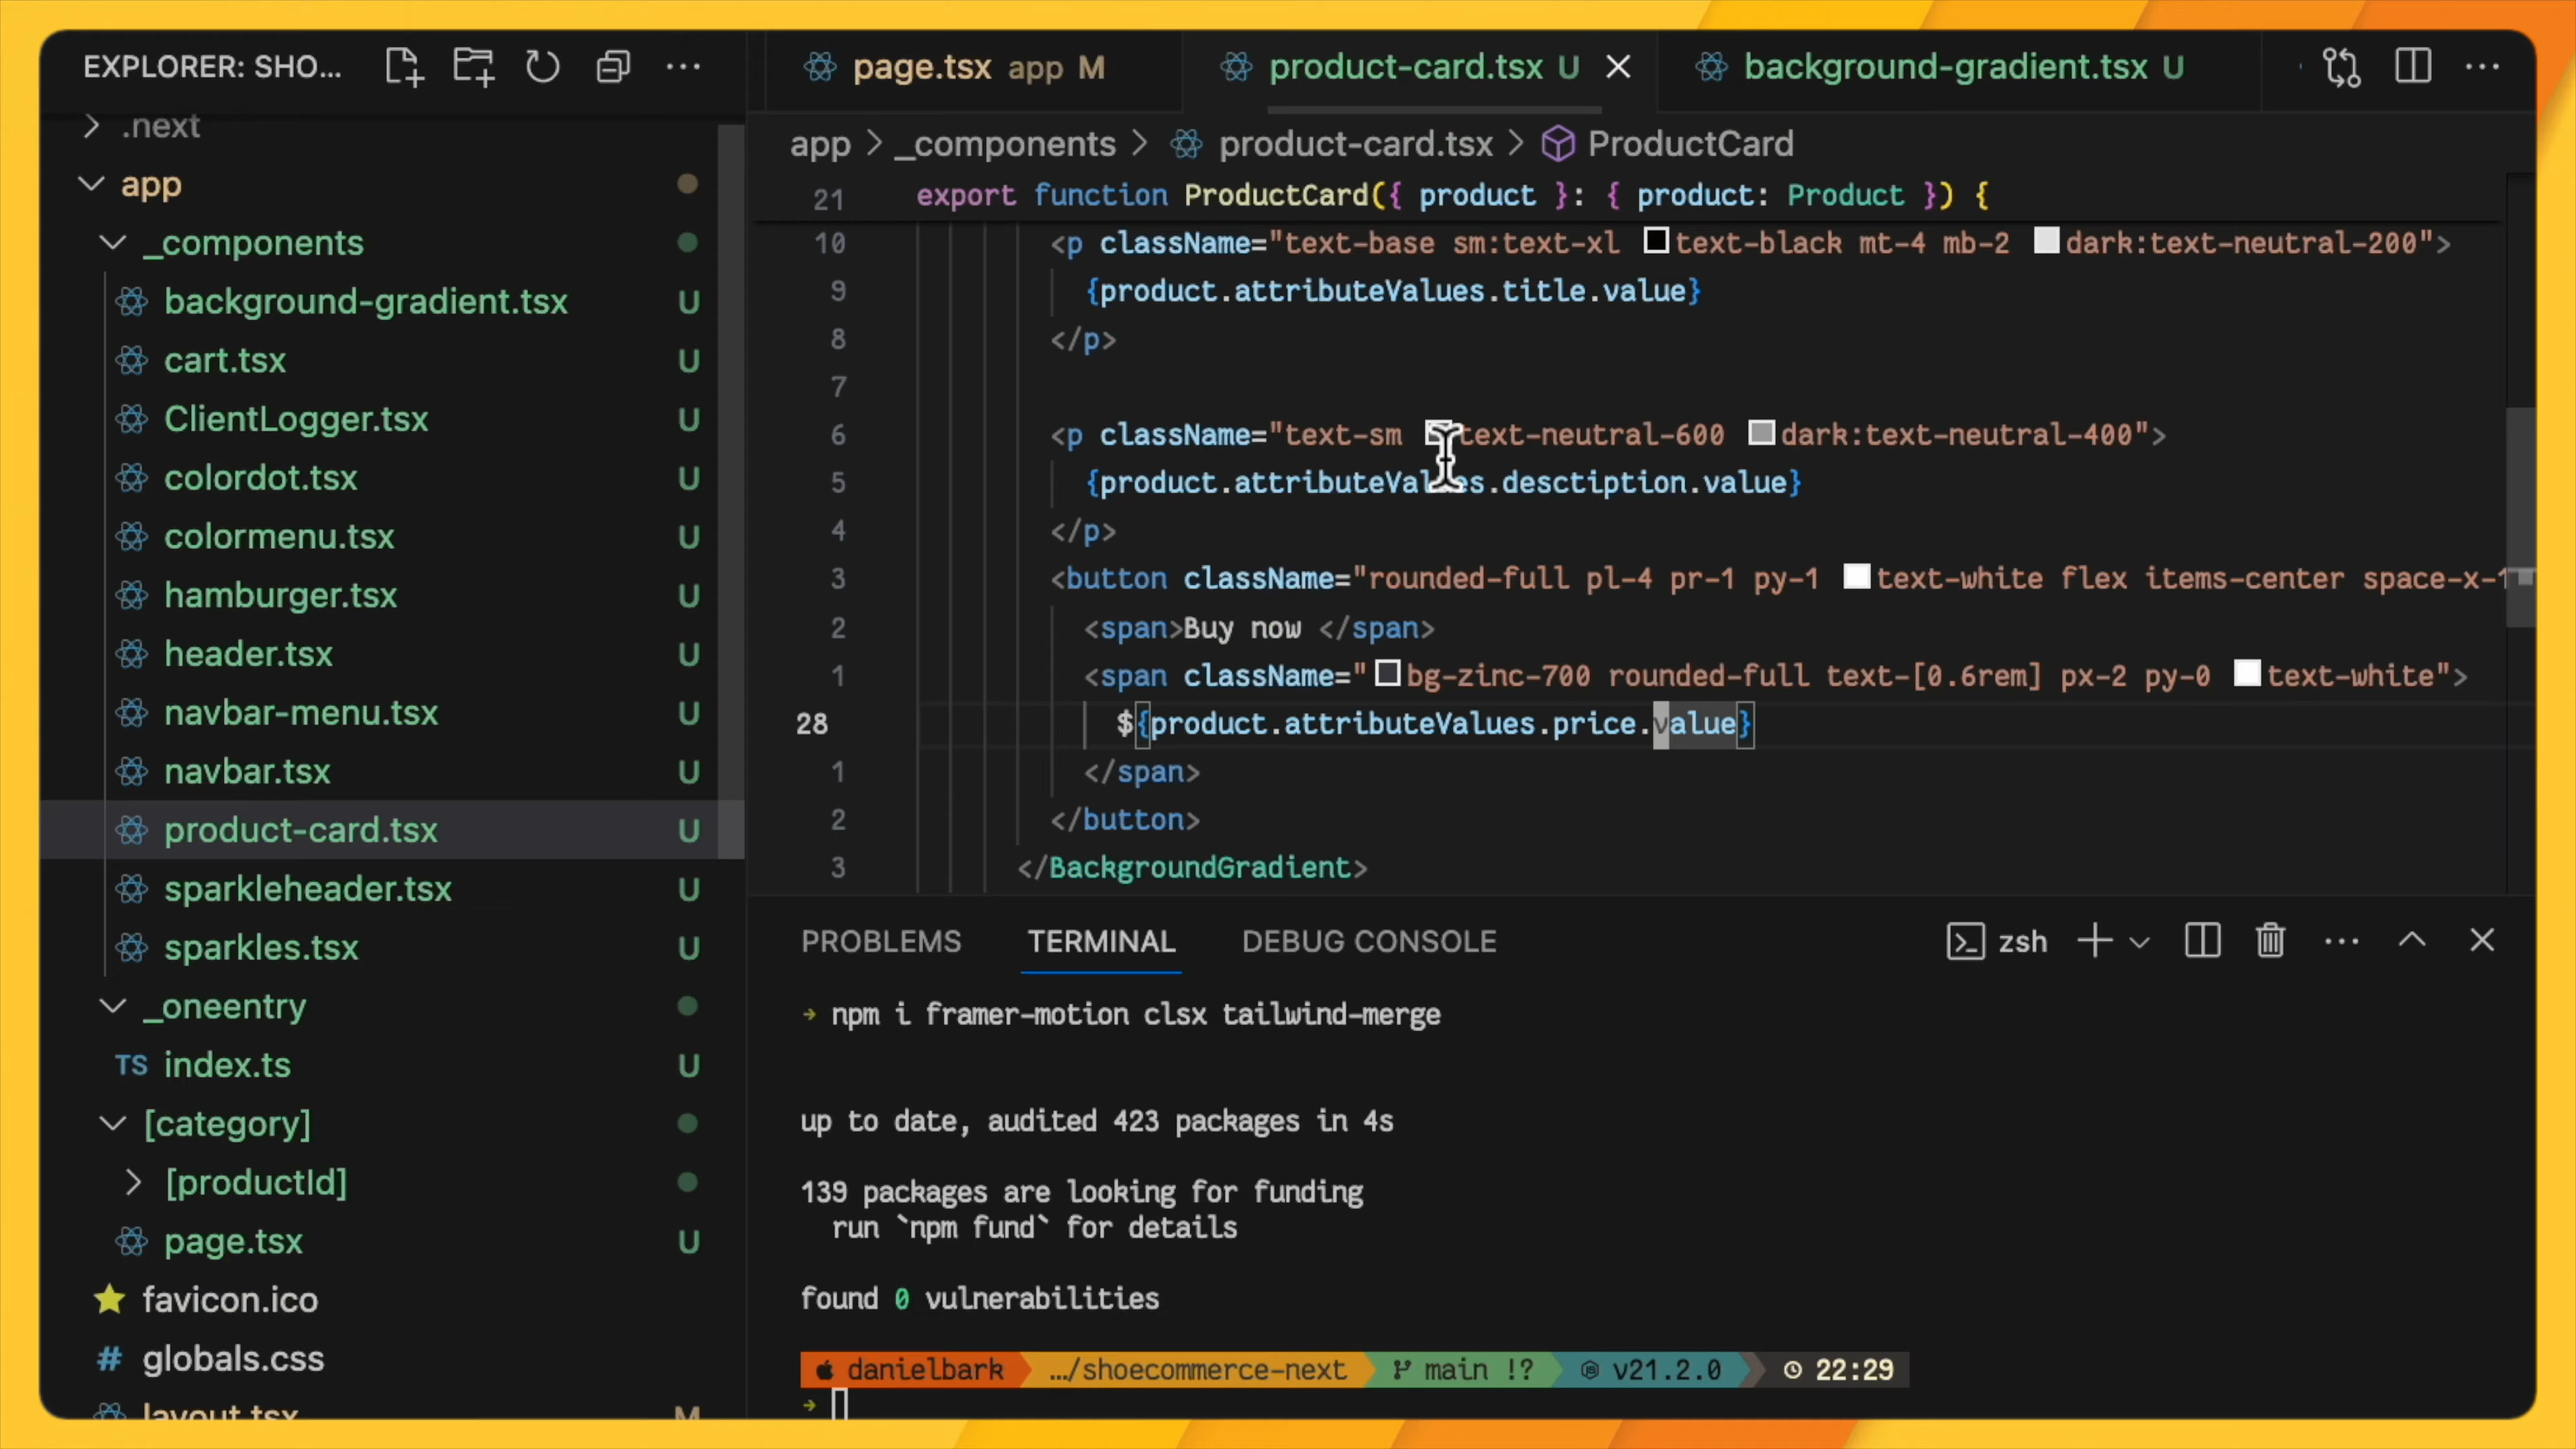 EXPLORER: SHO...
.next
app
_components
background-gradient.tsx U
cart.tsx U
ClientLogger.tsx U
colordot.tsx U
colormenu.tsx U
hamburger.tsx U
header.tsx U
navbar-menu.tsx U
navbar.tsx U
product-card.tsx U
sparkleheader.tsx U
sparkles.tsx U
_oneentry
TS index.ts U
[category]
[productId]
page.tsx U
favicon.ico
# globals.css
layout.tsx M
page.tsx app M
product-card.tsx U
background-gradient.tsx U
app > _components > product-card.tsx > ProductCard
21 export function ProductCard({ product }: { product: Product }) {
10 <p className="text-base sm:text-xl text-black mt-4 mb-2 dark:text-neutral-200">
9 {product.attributeValues.title.value}
8 </p>
7
6 <p className="text-sm text-neutral-600 dark:text-neutral-400">
5 {product.attributeValues.desctiption.value}
4 </p>
3 <button className="rounded-full pl-4 pr-1 py-1 text-white flex items-center space-x-1
2 <span>Buy now </span>
1 <span className=" bg-zinc-700 rounded-full text-[0.6rem] px-2 py-0 text-white">
28 ${product.attributeValues.price.value}
1 </span>
2 </button>
3 </BackgroundGradient>
PROBLEMS TERMINAL DEBUG CONSOLE zsh
→ npm i framer-motion clsx tailwind-merge
up to date, audited 423 packages in 4s
139 packages are looking for funding
run `npm fund` for details
found 0 vulnerabilities
danielbark .../shoecommerce-next main !? v21.2.0 22:29
→